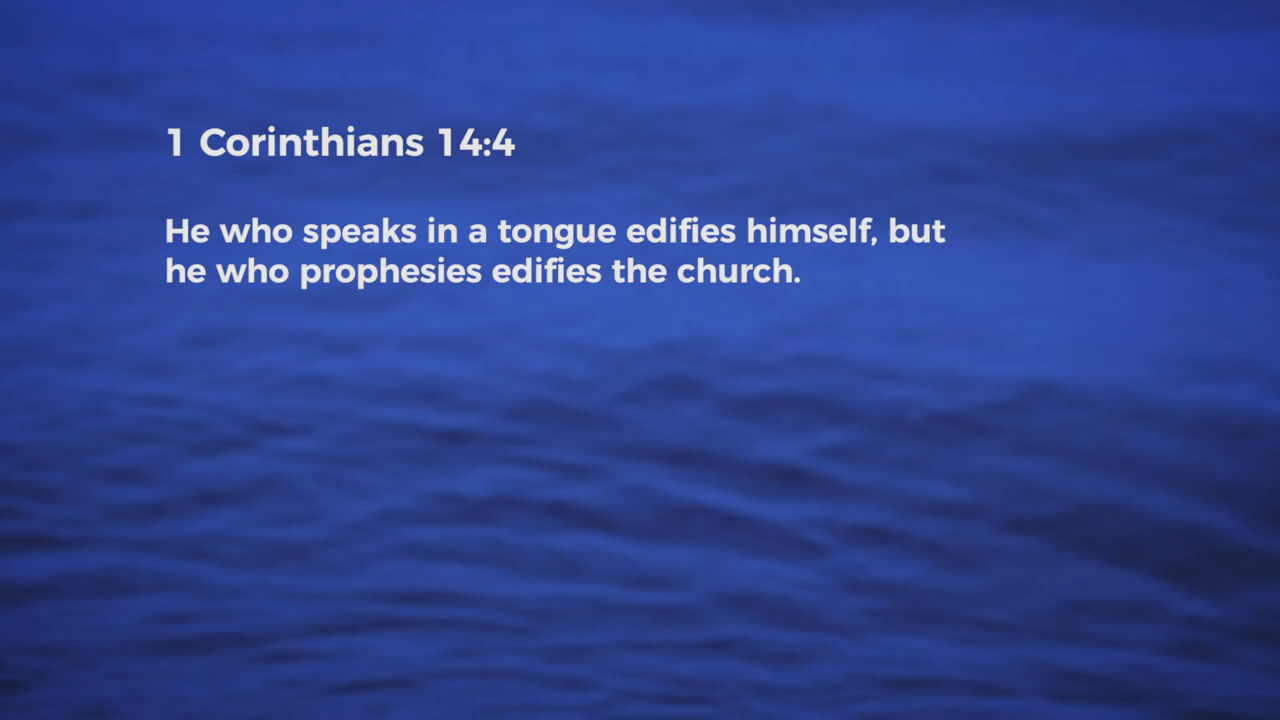 1 Corinthians 14:4
He who speaks in a tongue edifies himself, but
he who prophesies edifies the church.